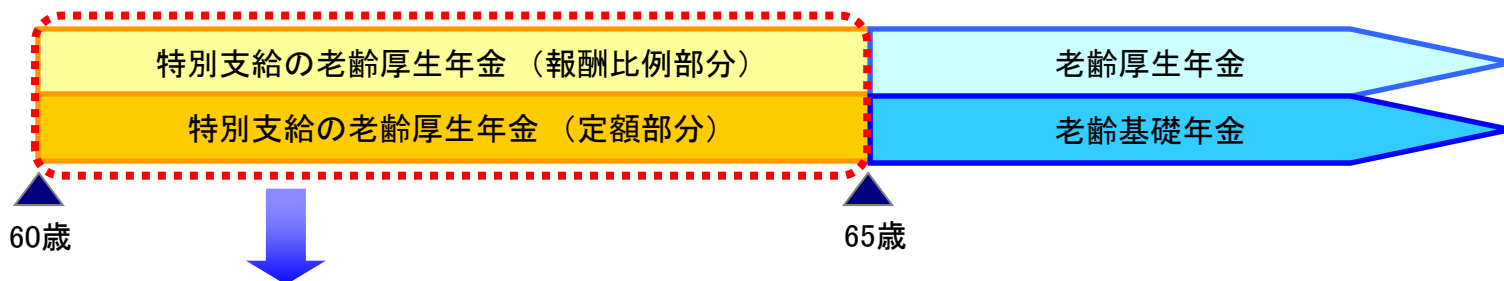 特別支給の老齢厚生年金 （報酬比例部分）
老齢厚生年金
特別支給の老齢厚生年金 （定額部分）
老齢基礎年金
60歳
65歳